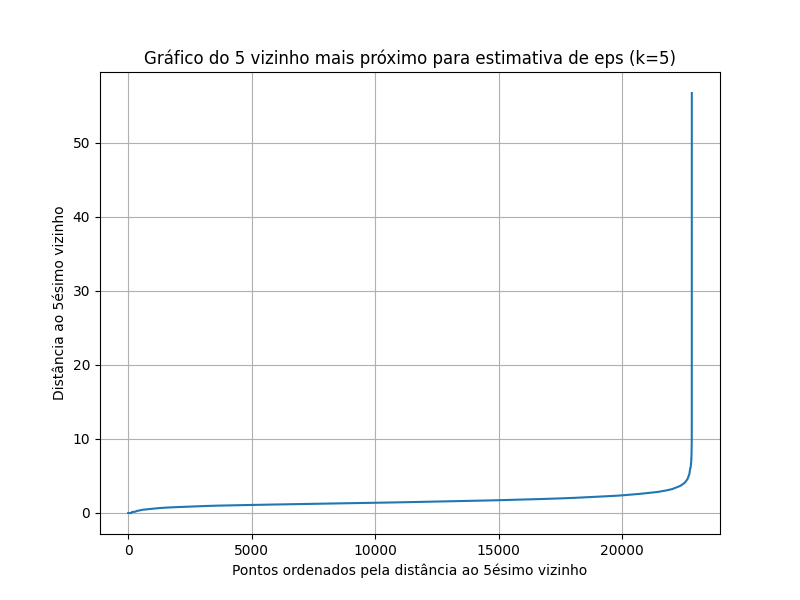 Gráfico do 5 vizinho mais próximo para estimativa de eps (k=5)
Distância ao 5ésimo vizinho
50
40
30
20
10
0
0 5000 10000 15000 20000
Pontos ordenados pela distância ao 5ésimo vizinho